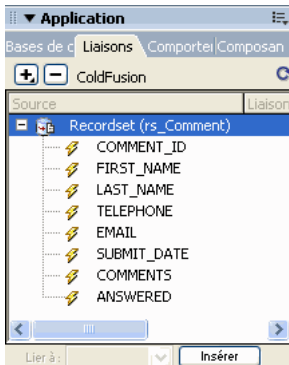 Application
Bases de c Liaisons Comportei Composan
ColdFusion
Source Liaison
Recordset (rs_Comment)
COMMENT_ID
FIRST_NAME
LAST_NAME
TELEPHONE
EMAIL
SUBMIT_DATE
COMMENTS
ANSWERED
Lier à : Insérer